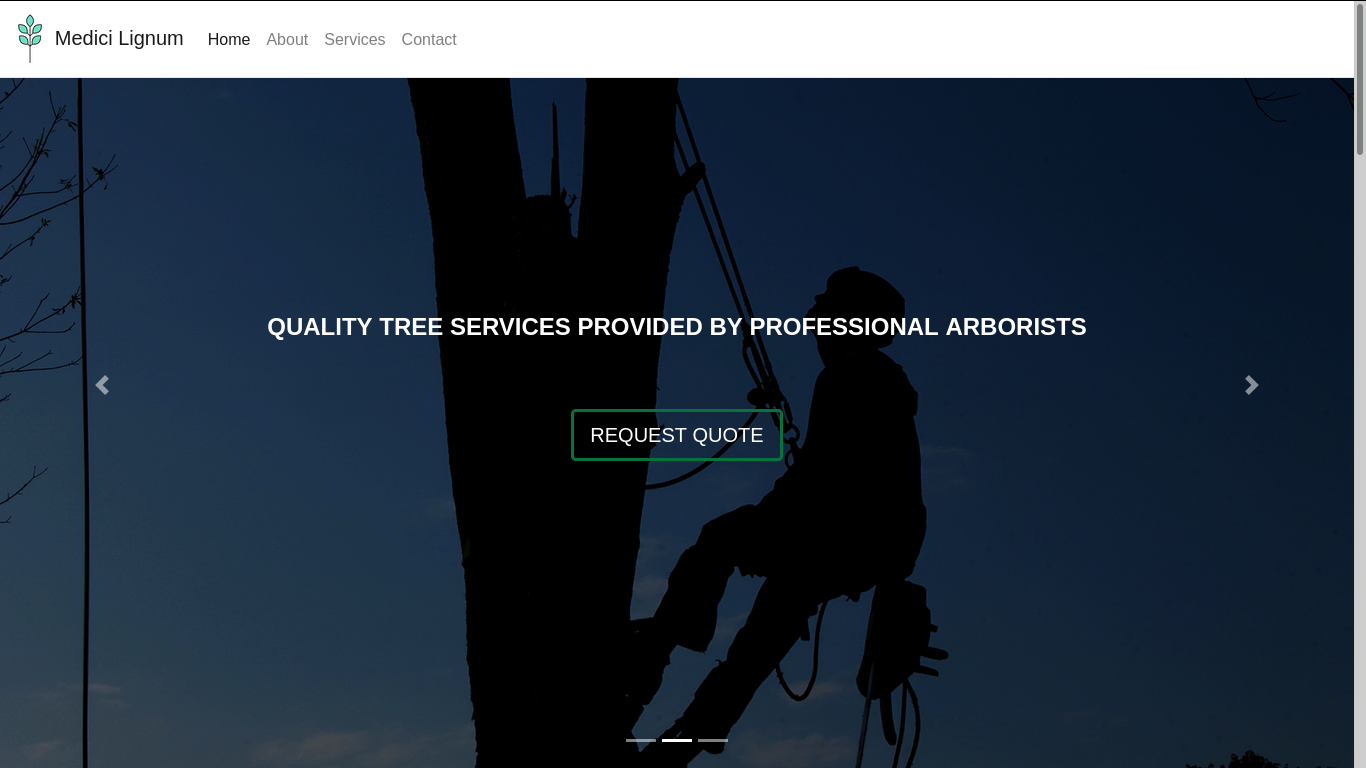 Medici Lignum
Home
About
Services
Contact
QUALITY TREE SERVICES PROVIDED BY PROFESSIONAL ARBORISTS
REQUEST QUOTE